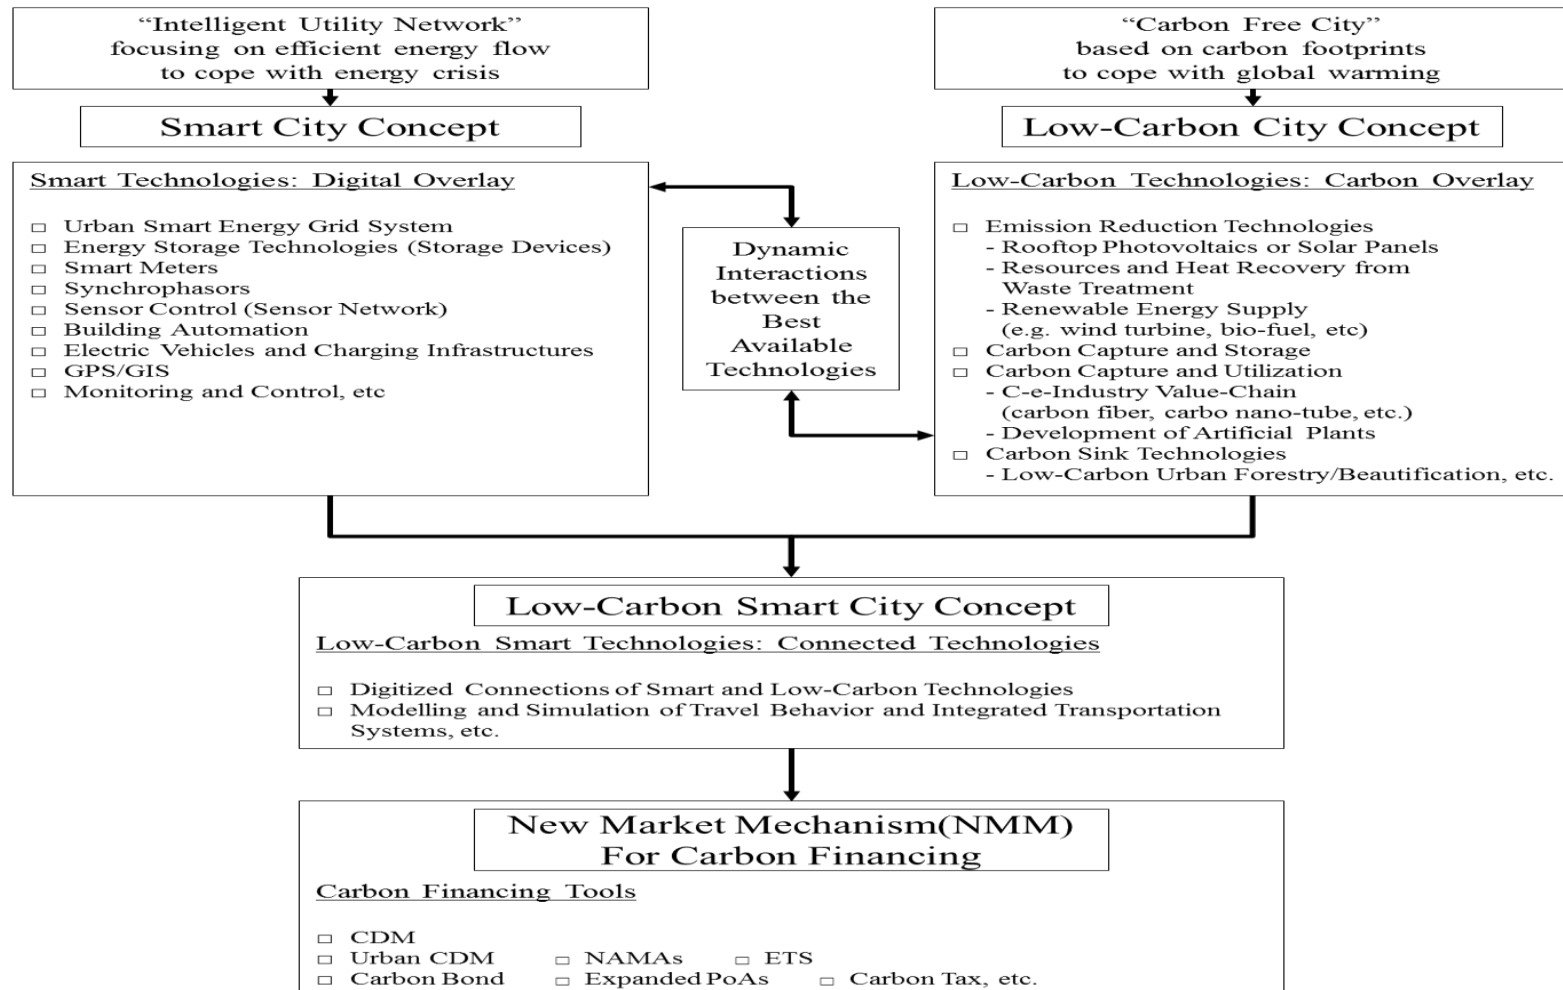 “Intelligent Utility Network”
focusing on efficient energy flow
to cope with energy crisis
Smart City Concept
Smart Technologies: Digital Overlay
□ Urban Smart Energy Grid System
□ Energy Storage Technologies (Storage Devices)
□ Smart Meters
□ Synchrophasors
□ Sensor Control (Sensor Network)
□ Building Automation
□ Electric Vehicles and Charging Infrastructures
□ GPS/GIS
□ Monitoring and Control, etc
Dynamic
Interactions
between the
Best
Available
Technologies
“Carbon Free City”
based on carbon footprints
to cope with global warming
Low-Carbon City Concept
Low-Carbon Technologies: Carbon Overlay
□ Emission Reduction Technologies
- Rooftop Photovoltaics or Solar Panels
- Resources and Heat Recovery from
Waste Treatment
- Renewable Energy Supply
(e.g. wind turbine, bio-fuel, etc)
□ Carbon Capture and Storage
□ Carbon Capture and Utilization
- C-e-Industry Value-Chain
(carbon fiber, carbo nano-tube, etc.)
- Development of Artificial Plants
□ Carbon Sink Technologies
- Low-Carbon Urban Forestry/Beautification, etc.
Low-Carbon Smart City Concept
Low-Carbon Smart Technologies: Connected Technologies
□ Digitized Connections of Smart and Low-Carbon Technologies
□ Modelling and Simulation of Travel Behavior and Integrated Transportation
Systems, etc.
New Market Mechanism(NMM)
For Carbon Financing
Carbon Financing Tools
□ CDM
□ Urban CDM □ NAMAs □ ETS
□ Carbon Bond □ Expanded PoAs □ Carbon Tax, etc.